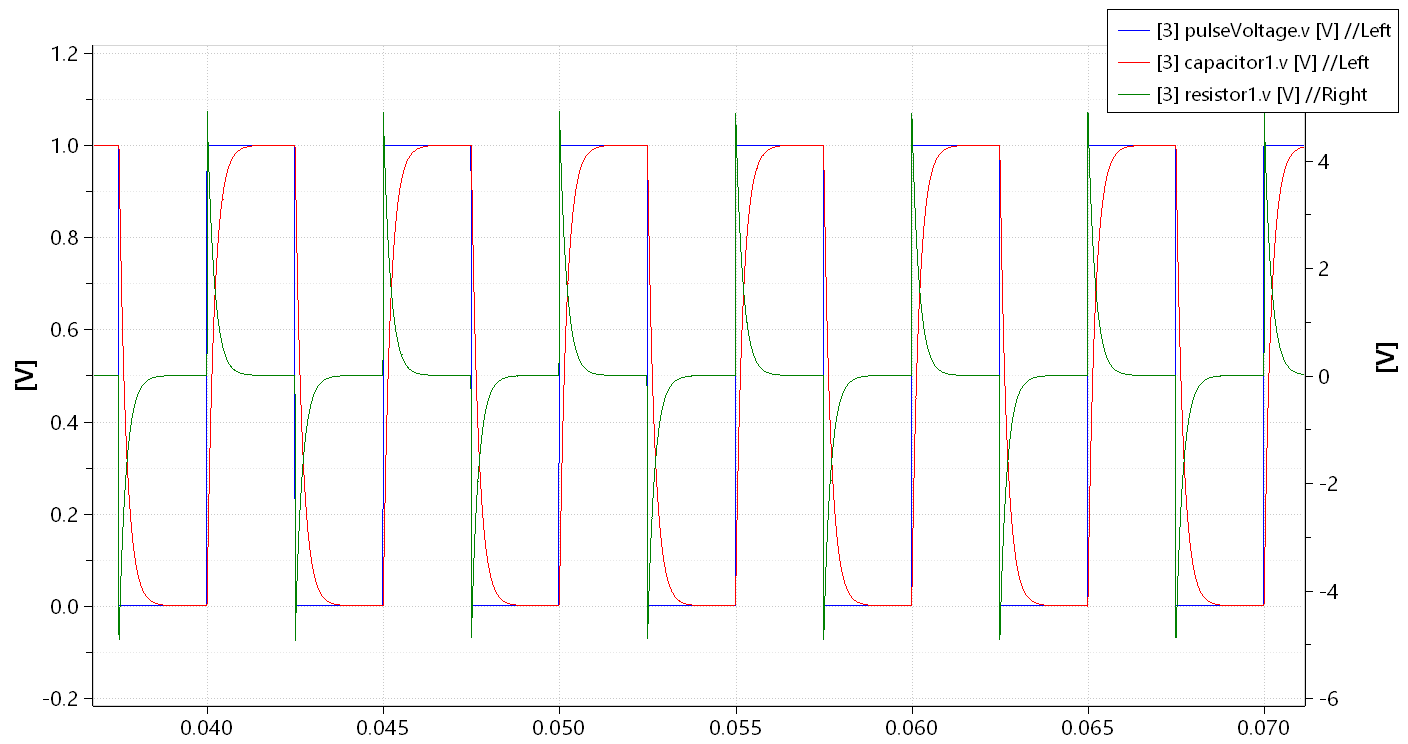 [3] pulseVoltage.v [V] //Left
[3] capacitor1.v [V] //Left
[3] resistor1.v [V] //Right
1.2
1.0
0.8
0.6
0.4
0.2
0.0
-0.2
[V]
4
2
0
-2
-4
-6
[V]
0.040 0.045 0.050 0.055 0.060 0.065 0.070